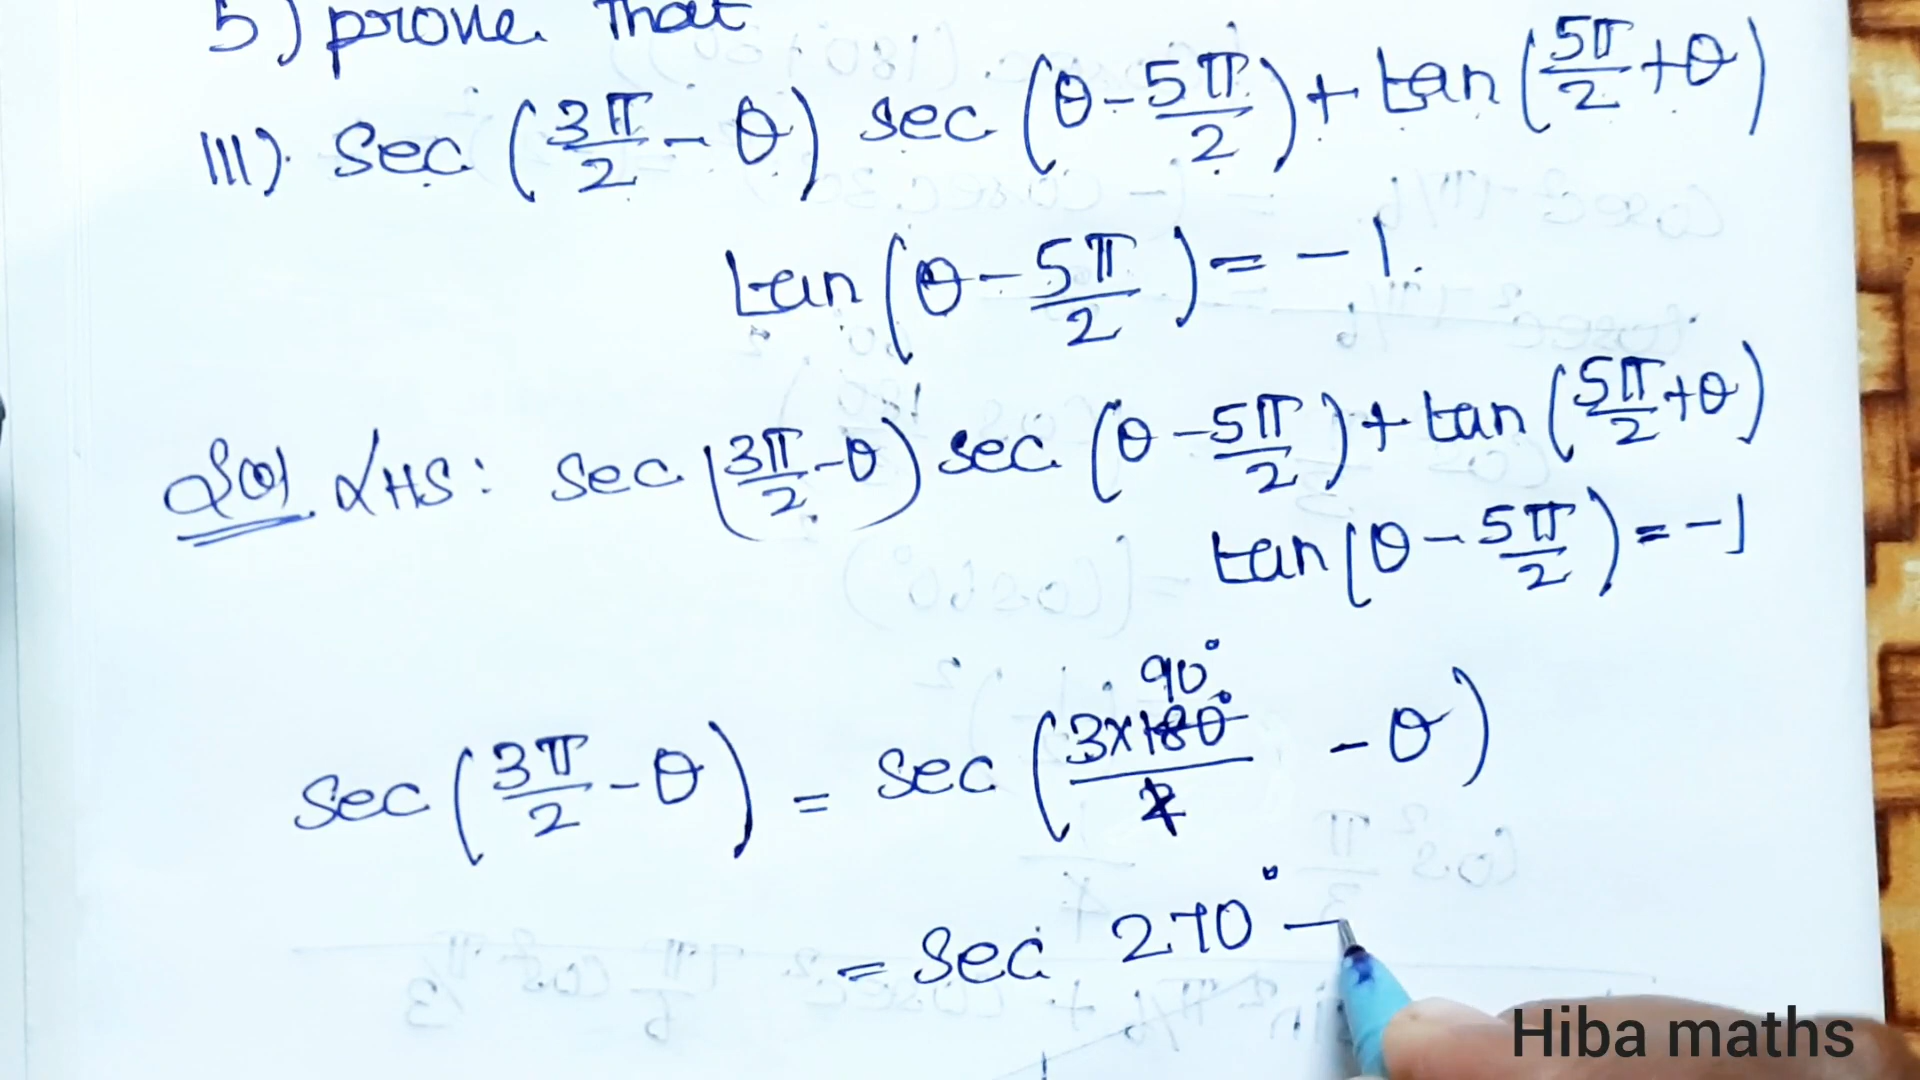 5) prove that
III). Sec (3π/2 - θ) sec (θ - 5π/2) + tan (5π/2 + θ)
tan (θ - 5π/2) = -1.
Sol LHS: sec (3π/2 - θ) sec (θ - 5π/2) + tan (5π/2 + θ)
tan (θ - 5π/2) = -1
90°
sec (3π/2 - θ) = sec (3×180°/2 - θ)
= sec 270° -
Hiba maths